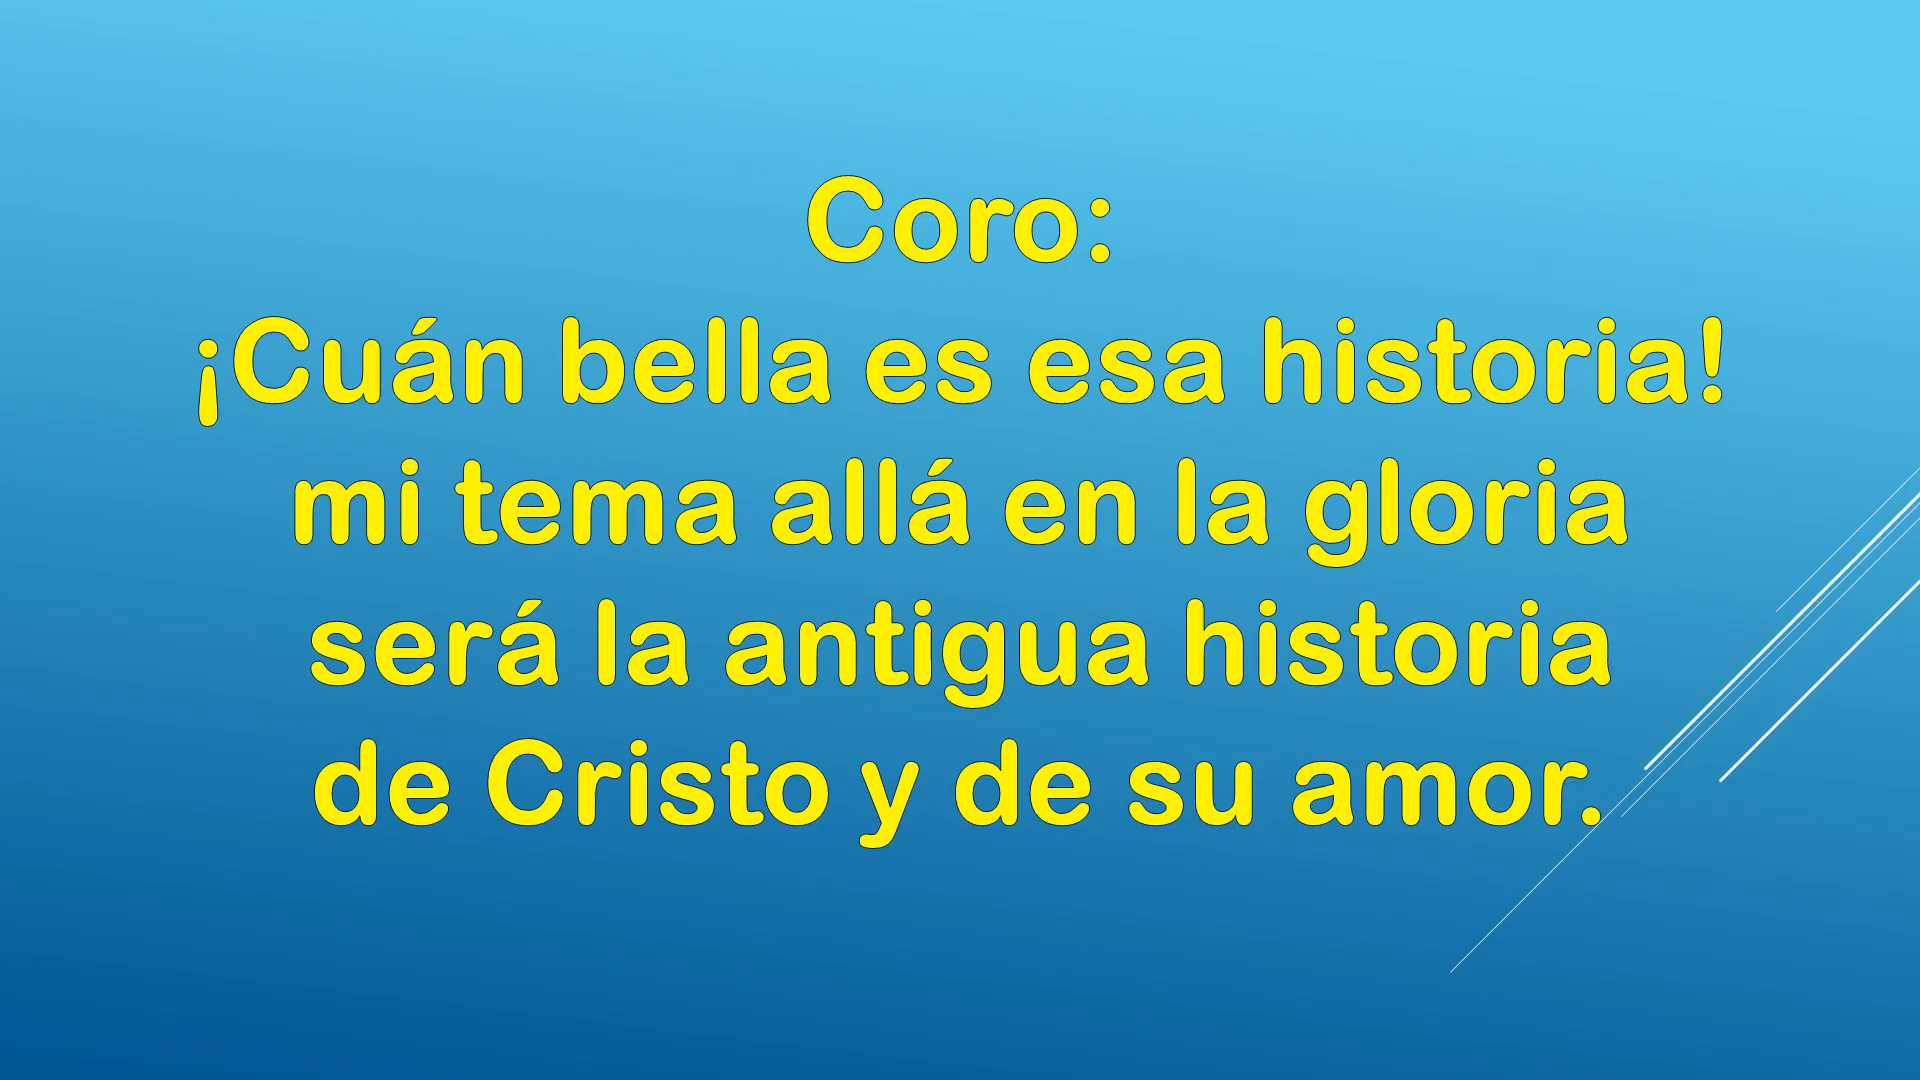 Coro:
¡Cuán bella es esa historia!
mi tema allá en la gloria
será la antigua historia
de Cristo y de su amor.